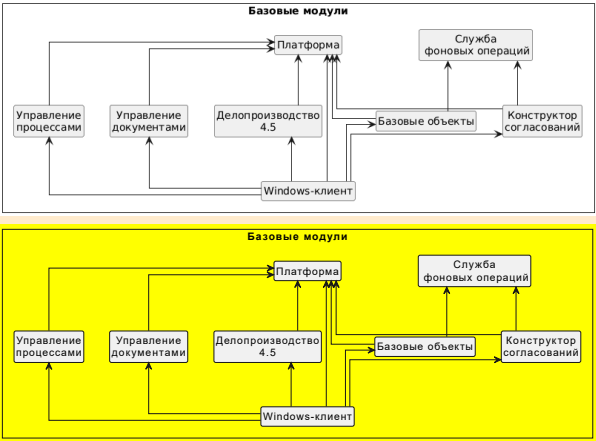 Базовые модули
Платформа
Служба
фоновых операций
Управление
процессами
Управление
документами
Делопроизводство
4.5
Базовые объекты
Конструктор
согласований
Windows-клиент
Базовые модули
Платформа
Служба
фоновых операций
Управление
процессами
Управление
документами
Делопроизводство
4.5
Базовые объекты
Конструктор
согласований
Windows-клиент